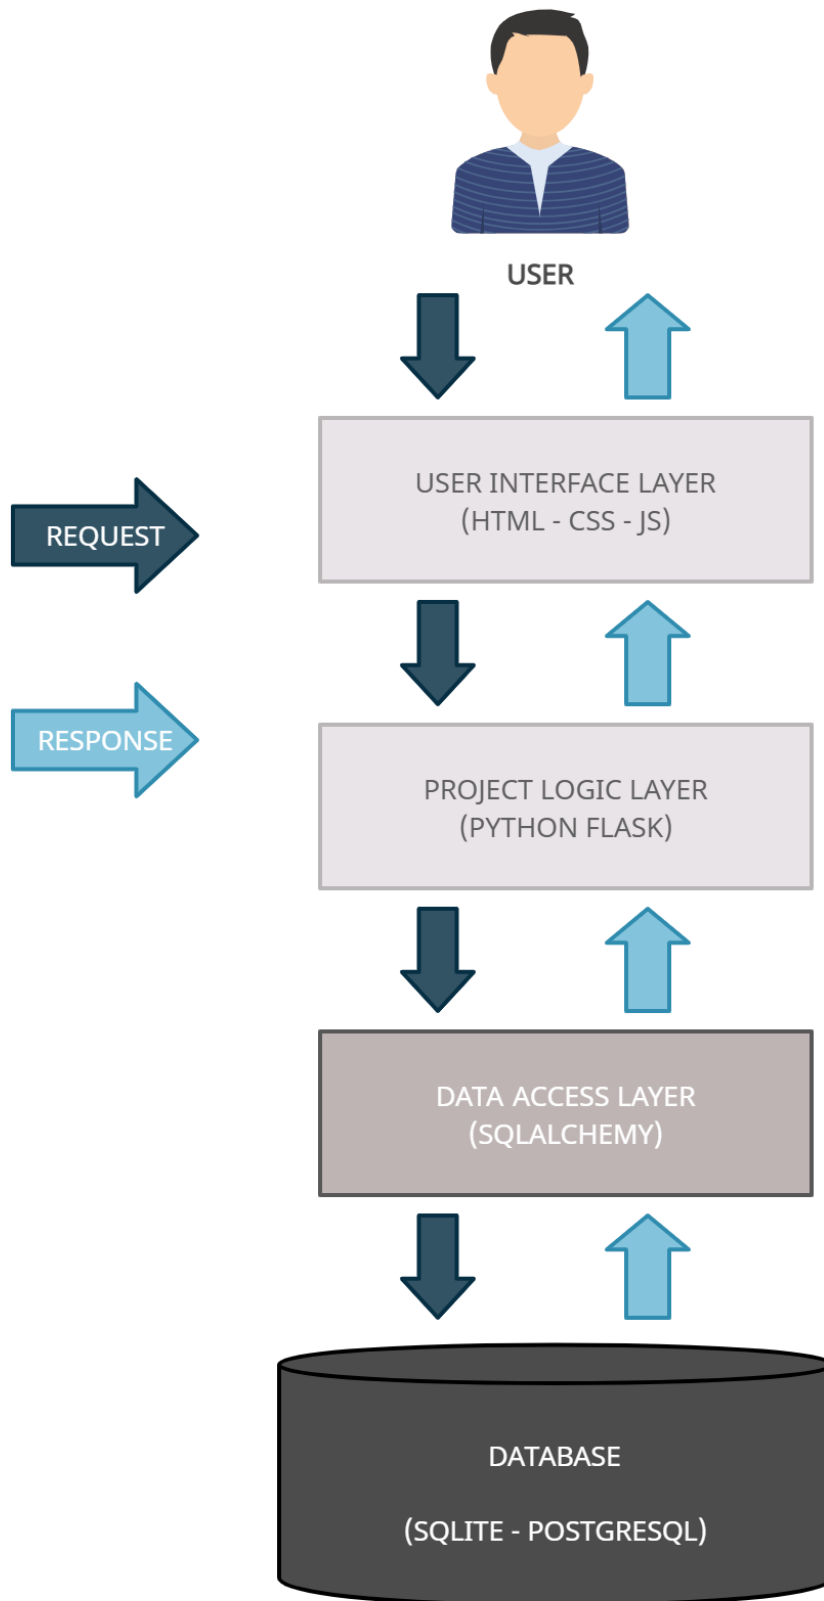 USER
USER INTERFACE LAYER
(HTML - CSS - JS)
REQUEST
RESPONSE
PROJECT LOGIC LAYER
(PYTHON FLASK)
DATA ACCESS LAYER
(SQLALCHEMY)
DATABASE
(SQLITE - POSTGRESQL)